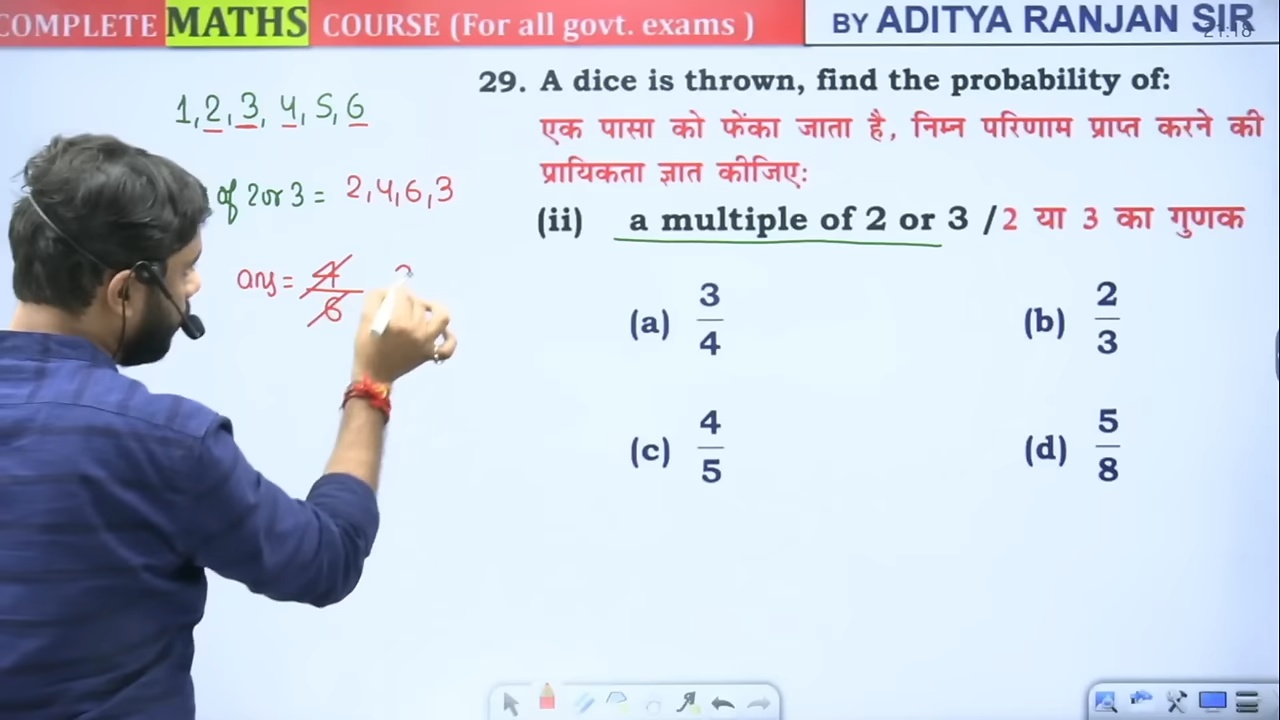 COMPLETE MATHS COURSE (For all govt. exams )
BY ADITYA RANJAN SIR
21:18
1, 2, 3, 4, 5, 6
of 2 or 3 = 2, 4, 6, 3
ans = 4/6
29. A dice is thrown, find the probability of:
एक पासा को फेंका जाता है, निम्न परिणाम प्राप्त करने की
प्रायिकता ज्ञात कीजिए:
(ii) a multiple of 2 or 3 /2 या 3 का गुणक
(a) 3/4
(b) 2/3
(c) 4/5
(d) 5/8